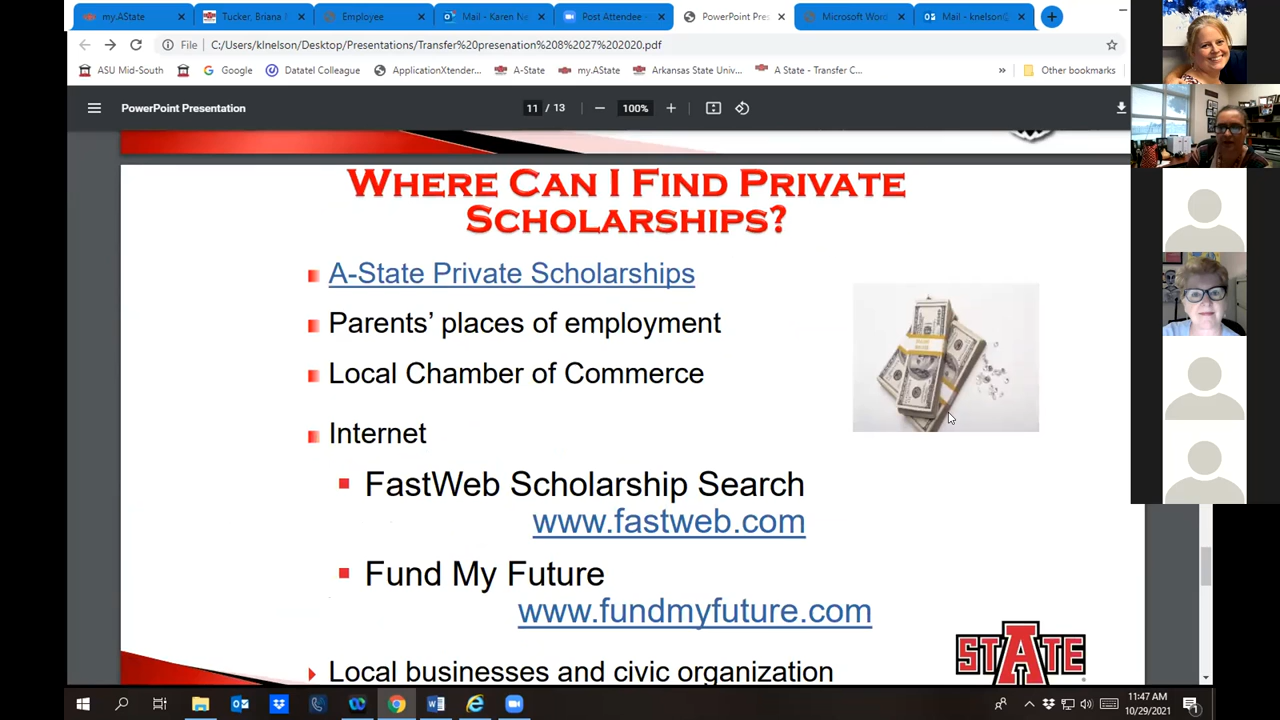 my.AState
Tucker, Briana
Employee
Mail - Karen Ne
Post Attendee -
PowerPoint Pres
Microsoft Word
Mail - knelson@
File
C:/Users/klnelson/Desktop/Presentations/Transfer%20presenation%208%2027%202020.pdf
ASU Mid-South
Google
Datatel Colleague
ApplicationXtender...
A-State
my.AState
Arkansas State Univ...
A State - Transfer C...
»
Other bookmarks
PowerPoint Presentation
11 / 13
100%
Where Can I Find Private
Scholarships?
A-State Private Scholarships
Parents’ places of employment
Local Chamber of Commerce
Internet
FastWeb Scholarship Search
www.fastweb.com
Fund My Future
www.fundmyfuture.com
Local businesses and civic organization
STATE
11:47 AM
10/29/2021
1